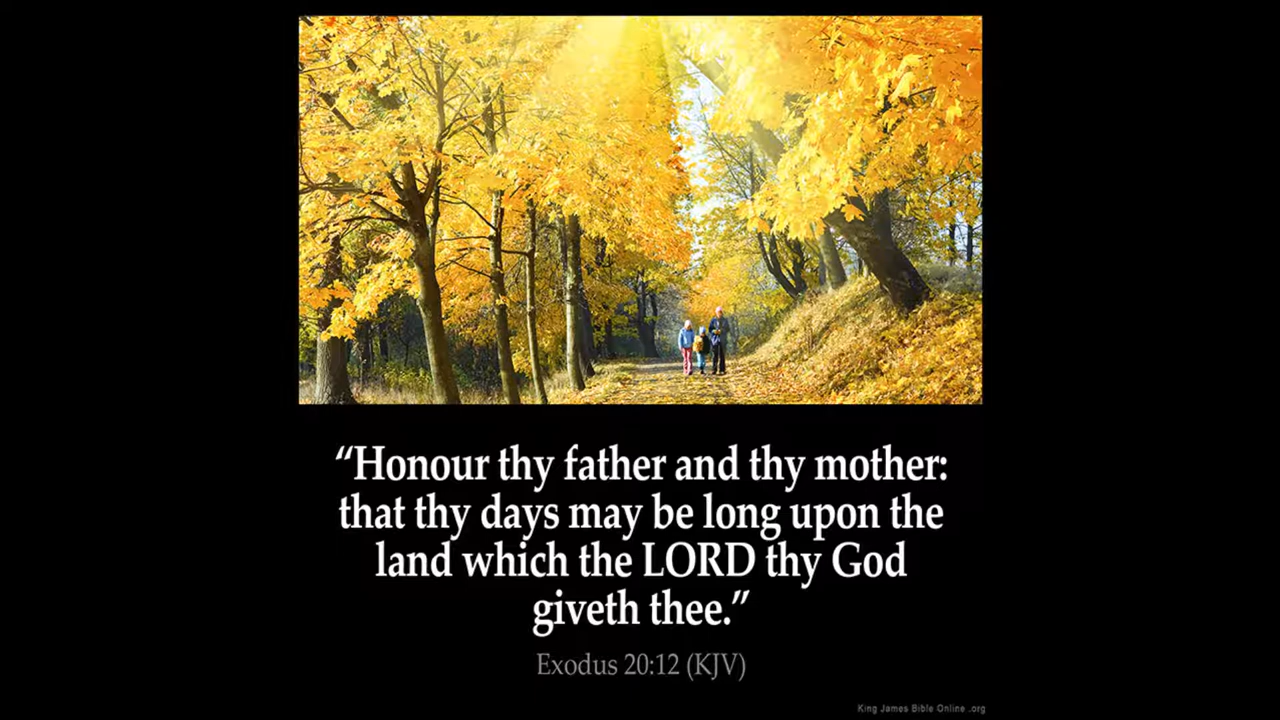 “Honour thy father and thy mother:
that thy days may be long upon the
land which the LORD thy God
giveth thee.”
Exodus 20:12 (KJV)
King James Bible Online .org